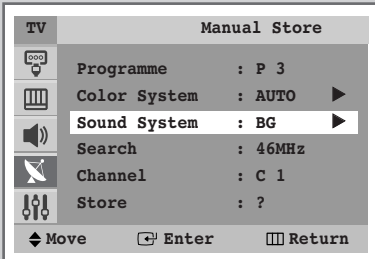 TV Manual Store
Programme : P 3
Color System : AUTO
Sound System : BG
Search : 46MHz
Channel : C 1
Store : ?
Move Enter Return